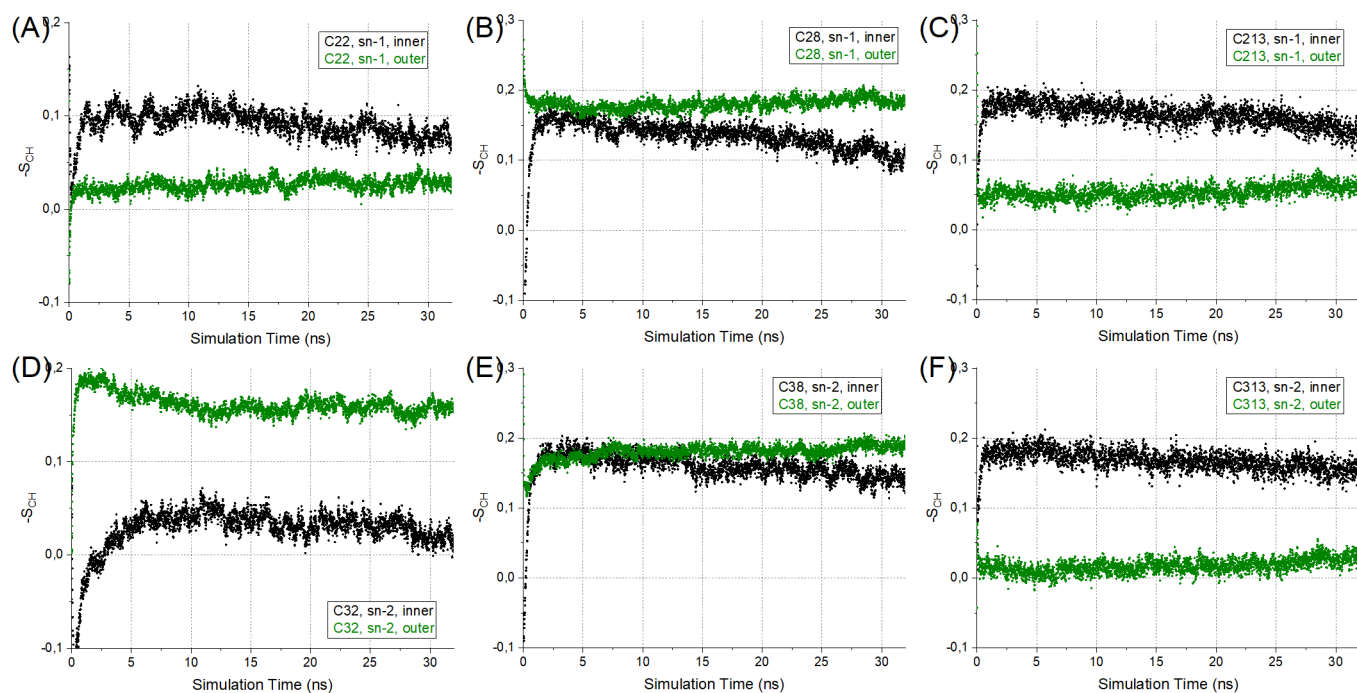 (A)
0,2
0,1
0,0
-0,1
-S_CH
C22, sn-1, inner
C22, sn-1, outer
0 5 10 15 20 25 30
Simulation Time (ns)
(B)
0,3
0,2
0,1
0,0
-0,1
-S_CH
C28, sn-1, inner
C28, sn-1, outer
0 5 10 15 20 25 30
Simulation Time (ns)
(C)
0,3
0,2
0,1
0,0
-0,1
-S_CH
C213, sn-1, inner
C213, sn-1, outer
0 5 10 15 20 25 30
Simulation Time (ns)
(D)
0,2
0,1
0,0
-0,1
-S_CH
C32, sn-2, inner
C32, sn-2, outer
0 5 10 15 20 25 30
Simulation Time (ns)
(E)
0,3
0,2
0,1
0,0
-0,1
-S_CH
C38, sn-2, inner
C38, sn-2, outer
0 5 10 15 20 25 30
Simulation Time (ns)
(F)
0,3
0,2
0,1
0,0
-0,1
-S_CH
C313, sn-2, inner
C313, sn-2, outer
0 5 10 15 20 25 30
Simulation Time (ns)